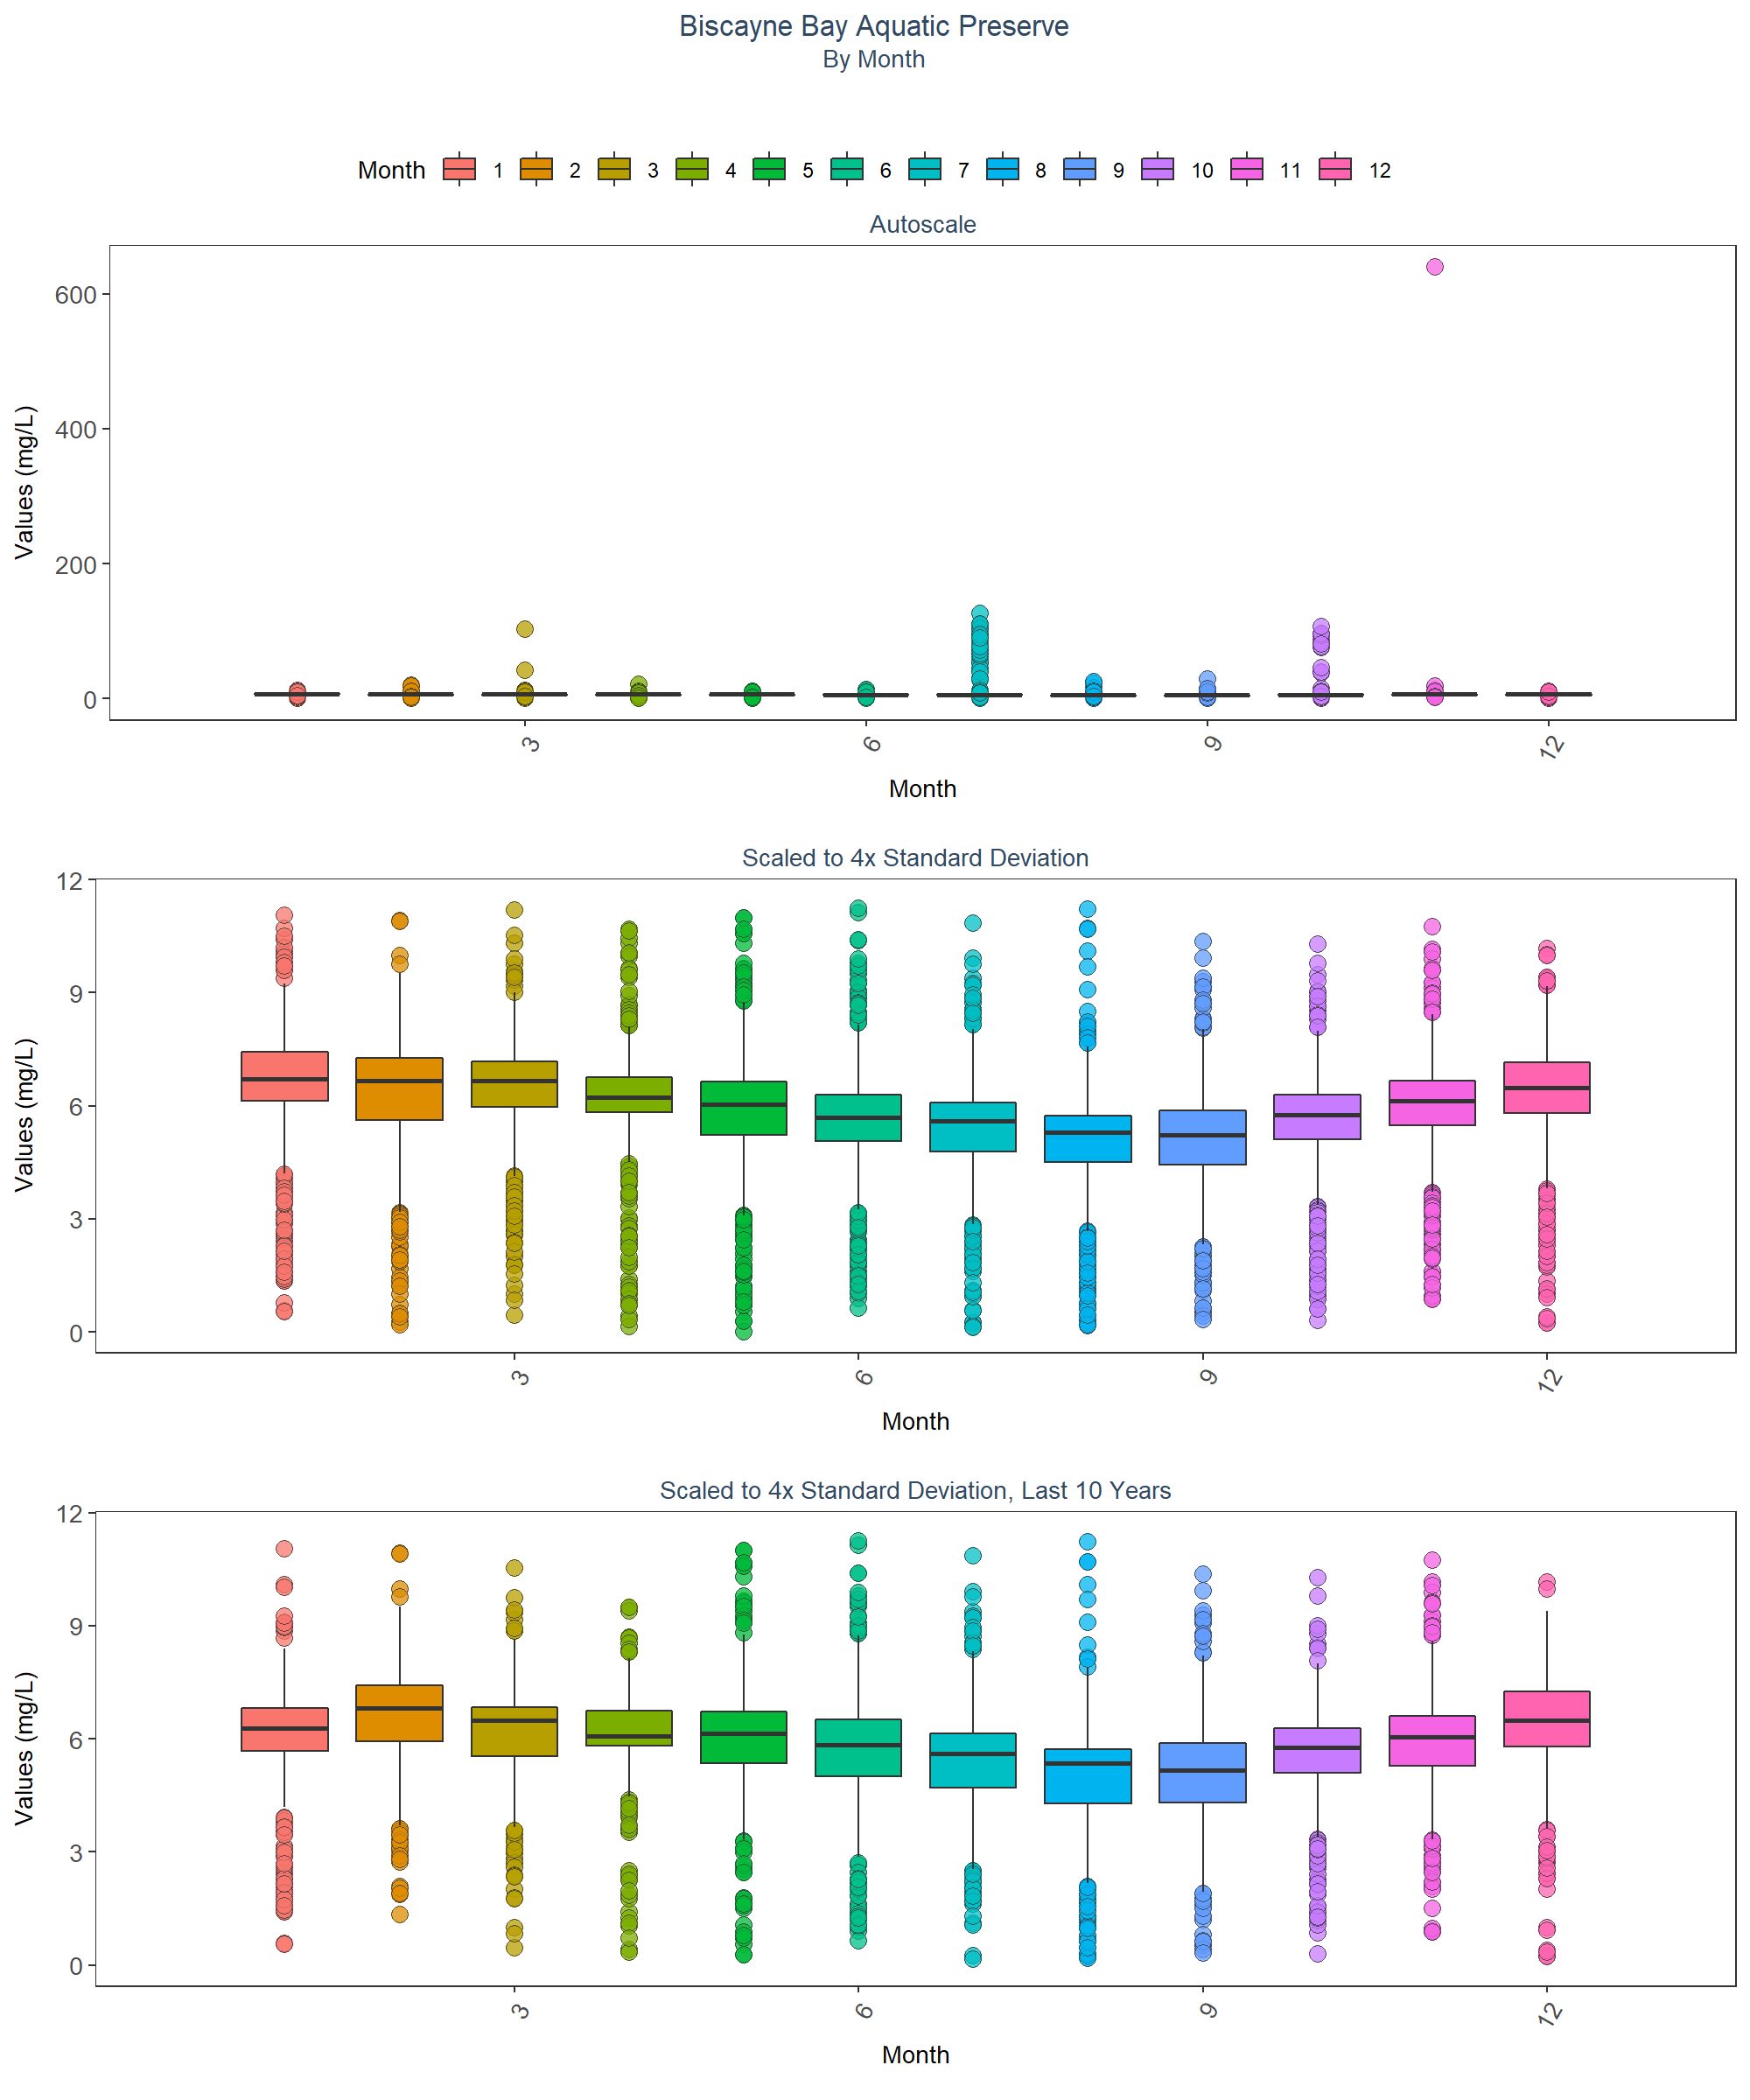 Biscayne Bay Aquatic Preserve
By Month
Month 1 2 3 4 5 6 7 8 9 10 11 12
Autoscale
600
400
200
0
Values (mg/L)
3 6 9 12
Month
Scaled to 4x Standard Deviation
12
9
6
3
0
Values (mg/L)
3 6 9 12
Month
Scaled to 4x Standard Deviation, Last 10 Years
12
9
6
3
0
Values (mg/L)
3 6 9 12
Month